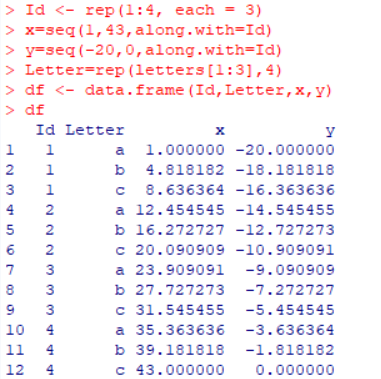 > Id <- rep(1:4, each = 3)
> x=seq(1,43,along.with=Id)
> y=seq(-20,0,along.with=Id)
> Letter=rep(letters[1:3],4)
> df <- data.frame(Id,Letter,x,y)
> df
   Id Letter         x          y
1   1      a  1.000000 -20.000000
2   1      b  4.818182 -18.181818
3   1      c  8.636364 -16.363636
4   2      a 12.454545 -14.545455
5   2      b 16.272727 -12.727273
6   2      c 20.090909 -10.909091
7   3      a 23.909091  -9.090909
8   3      b 27.727273  -7.272727
9   3      c 31.545455  -5.454545
10  4      a 35.363636  -3.636364
11  4      b 39.181818  -1.818182
12  4      c 43.000000   0.000000